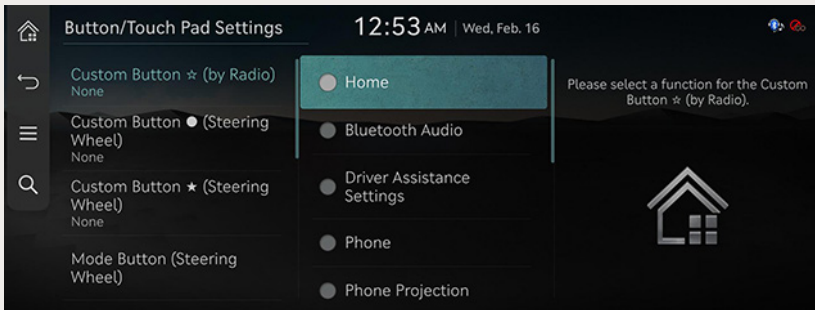 Button/Touch Pad Settings
12:53 AM | Wed, Feb. 16
Custom Button ☆ (by Radio)
None
Custom Button ● (Steering
Wheel)
None
Custom Button ★ (Steering
Wheel)
None
Mode Button (Steering
Wheel)
Home
Bluetooth Audio
Driver Assistance
Settings
Phone
Phone Projection
Please select a function for the Custom
Button ☆ (by Radio).